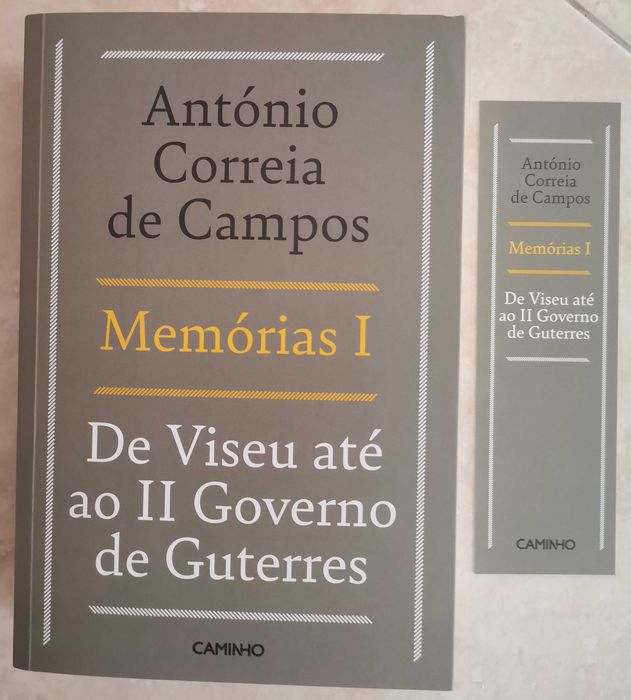 António
Correia
de Campos
Memórias I
De Viseu até
ao II Governo
de Guterres
CAMINHO
António
Correia
de Campos
Memórias I
De Viseu até
ao II Governo
de Guterres
CAMINHO